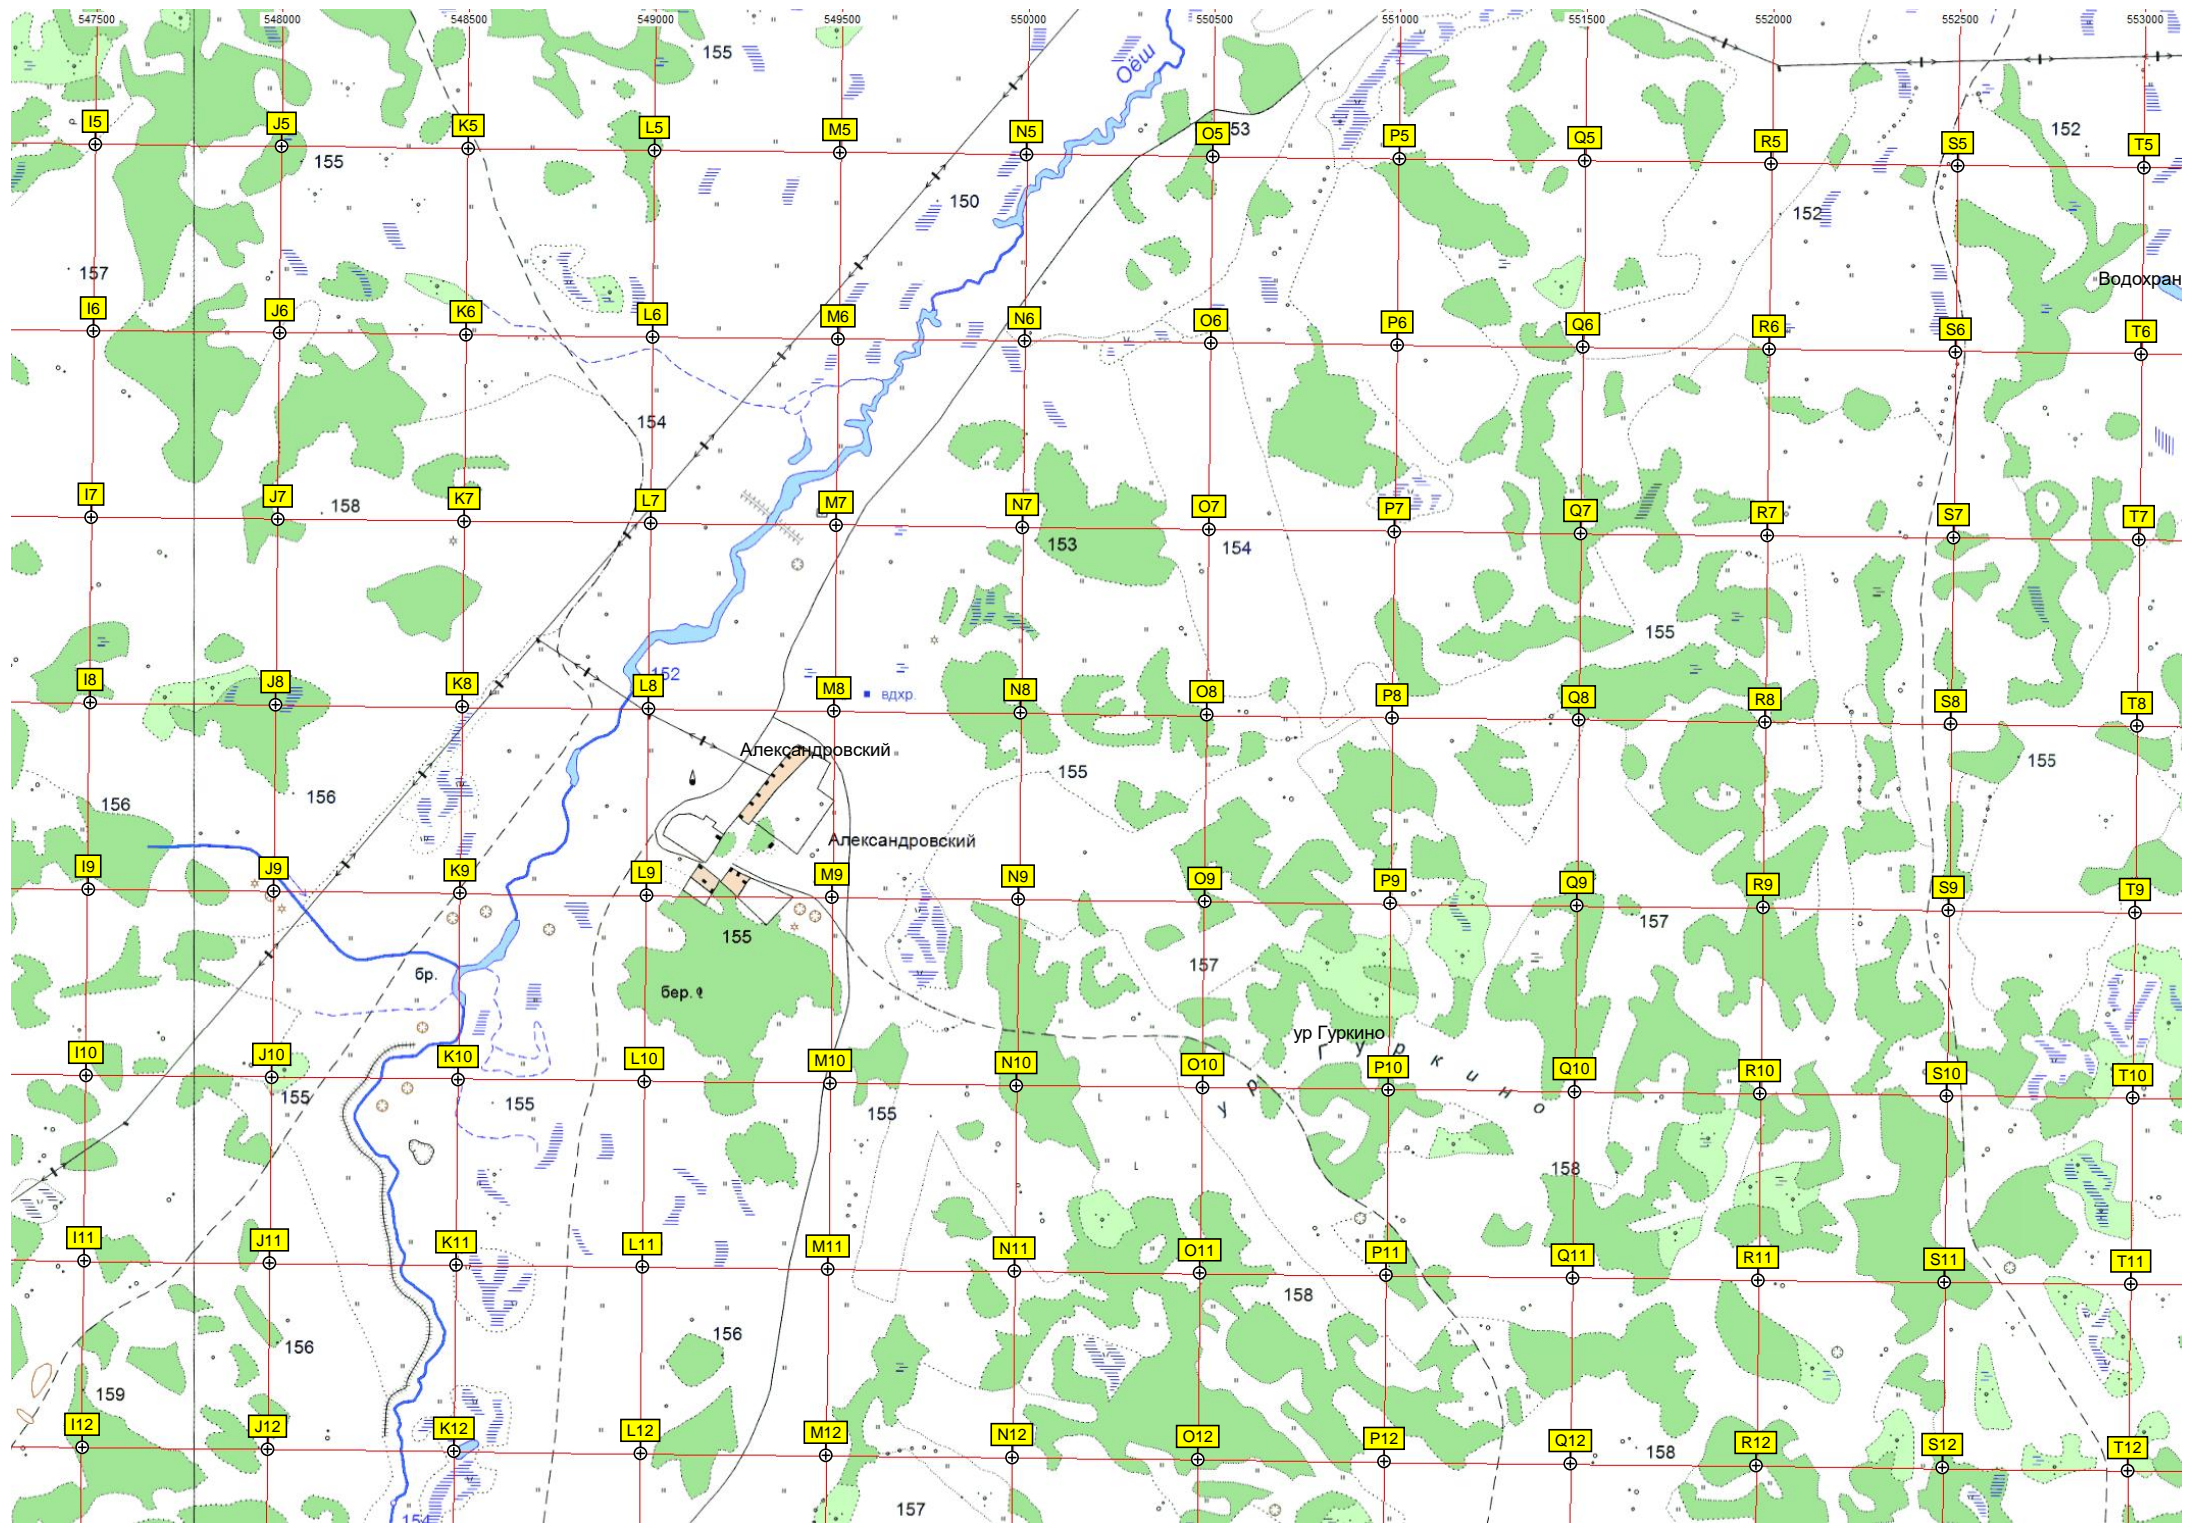 547500 548000 548500 549000 549500 550000 550500 551000 551500 552000 552500 553000
155
Оёш
I5 J5 K5 L5 M5 N5 O5 53 P5 Q5 R5 S5 152 T5
155
150
152
157
Водохран
I6 J6 K6 L6 M6 N6 O6 P6 Q6 R6 S6 T6
154
I7 J7 158 K7 L7 M7 N7 O7 P7 Q7 R7 S7 T7
153
154
155
152
I8 J8 K8 L8 M8 вдхр. N8 O8 P8 Q8 R8 S8 T8
Александровский
155
155
156
156
Александровский
I9 J9 K9 L9 M9 N9 O9 P9 Q9 R9 S9 T9
157
155
157
бр.
бер.
ур Гуркино
ур Гуркино
I10 J10 K10 L10 M10 N10 O10 P10 Q10 R10 S10 T10
155
155
155
158
I11 J11 K11 L11 M11 N11 O11 P11 Q11 R11 S11 T11
158
156
156
159
I12 J12 K12 L12 M12 N12 O12 P12 Q12 R12 S12 T12
158
157
154